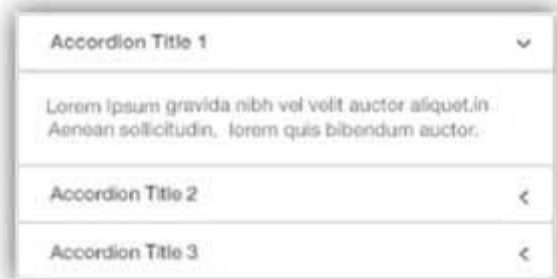 Accordion Title 1
Lorem Ipsum gravida nibh vel velit auctor aliquet.in
Aenean sollicitudin, lorem quis bibendum auctor.
Accordion Title 2
Accordion Title 3